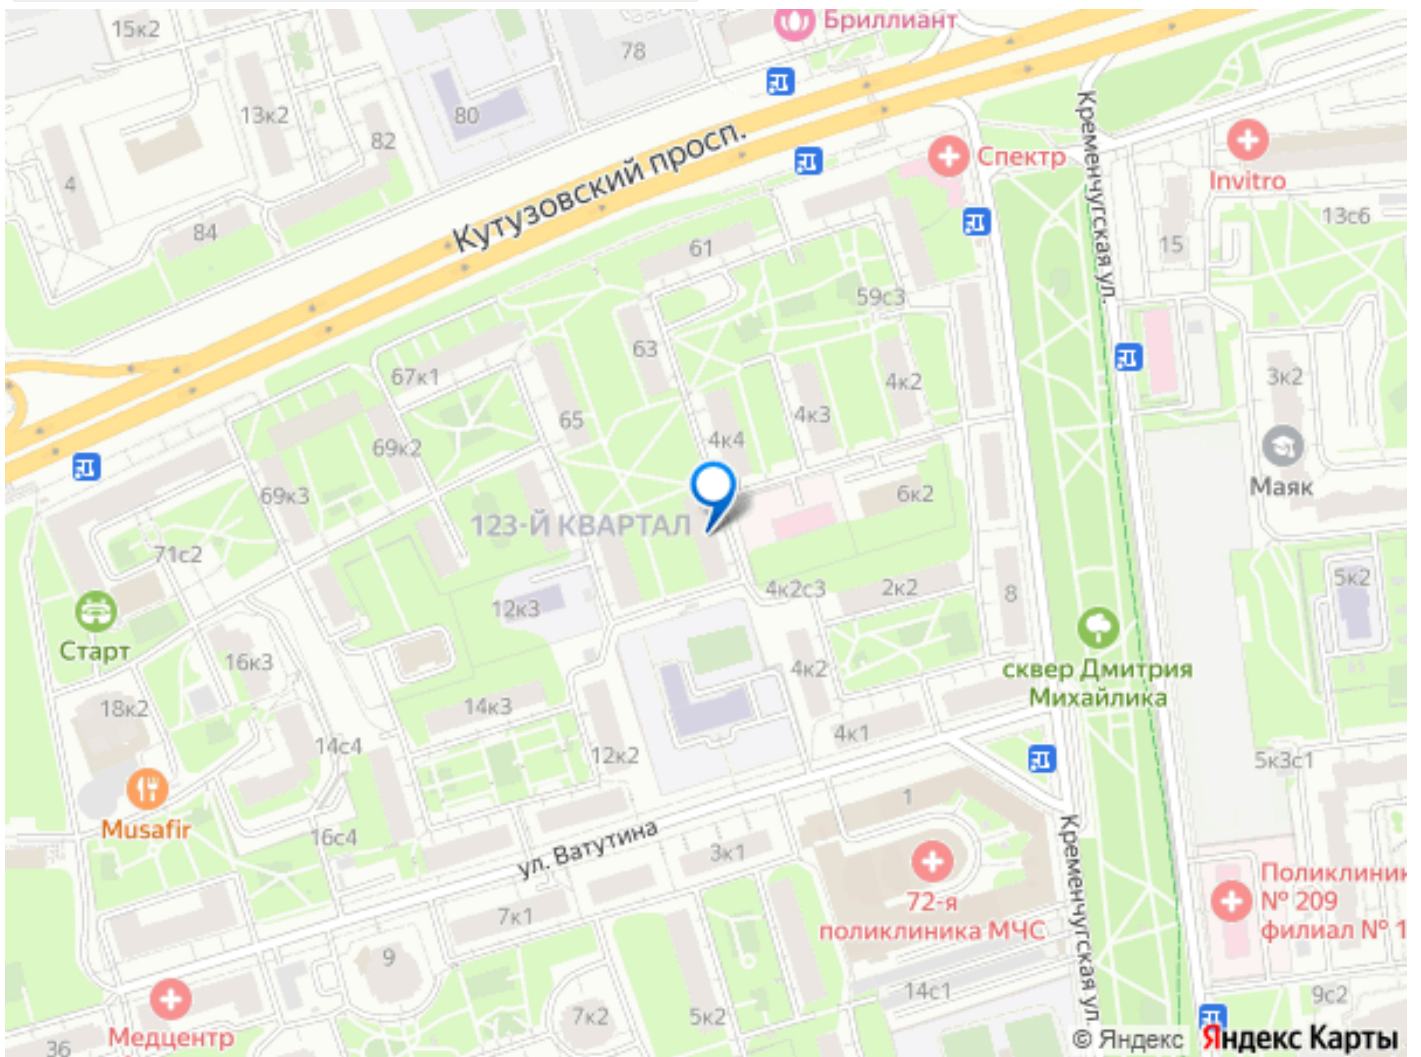 15к2
Бриллиант
78
13к2
80
82
Кутузовский просп.
Кременчугская ул.
Спектр
Invitro
4
84
61
15
13с6
59с3
63
67к1
4к2
3к2
65
4к3
69к2
4к4
Маяк
69к3
6к2
123-Й КВАРТАЛ
71с2
5к2
4к2с3
2к2
8
12к3
Старт
16к3
4к2
сквер Дмитрия
Михайлика
18к2
14к3
14с4
12к2
4к1
5к3с1
Musafir
16с4
1
ул. Ватутина
3к1
Кременчугская ул.
72-я
поликлиника МЧС
Поликлиник
№ 209
филиал № 1
7к1
9
14с1
9с2
7к2
5к2
Медцентр
36
© Яндекс Яндекс Карты